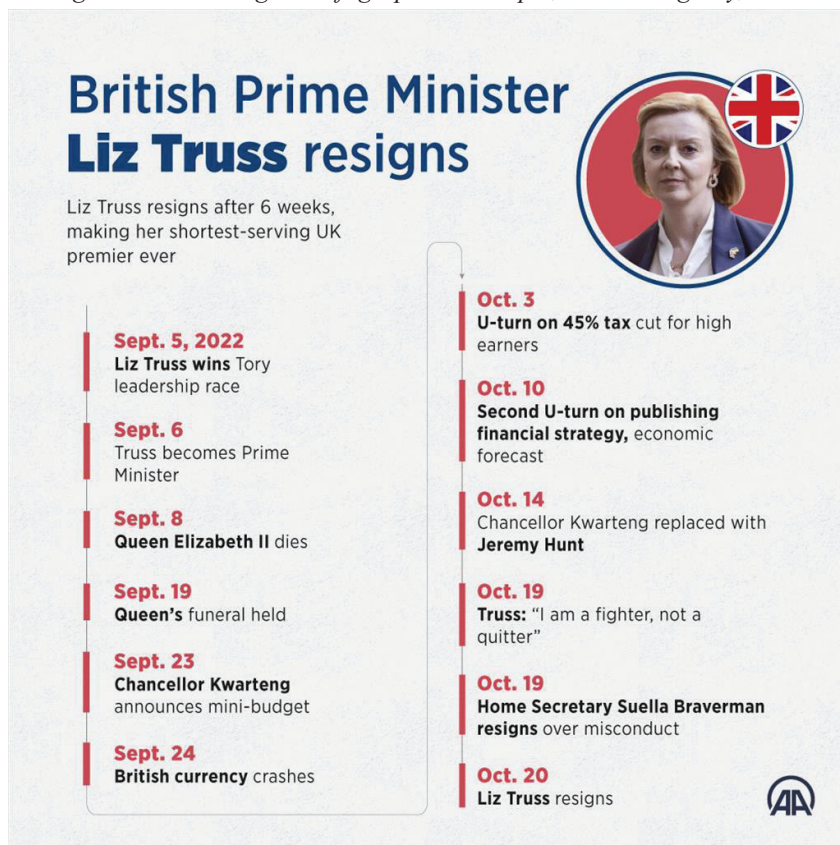 British Prime Minister
Liz Truss resigns
Liz Truss resigns after 6 weeks,
making her shortest-serving UK
premier ever
Sept. 5, 2022
Liz Truss wins Tory
leadership race
Sept. 6
Truss becomes Prime
Minister
Sept. 8
Queen Elizabeth II dies
Sept. 19
Queen's funeral held
Sept. 23
Chancellor Kwarteng
announces mini-budget
Sept. 24
British currency crashes
Oct. 3
U-turn on 45% tax cut for high
earners
Oct. 10
Second U-turn on publishing
financial strategy, economic
forecast
Oct. 14
Chancellor Kwarteng replaced with
Jeremy Hunt
Oct. 19
Truss: “I am a fighter, not a
quitter”
Oct. 19
Home Secretary Suella Braverman
resigns over misconduct
Oct. 20
Liz Truss resigns
AA